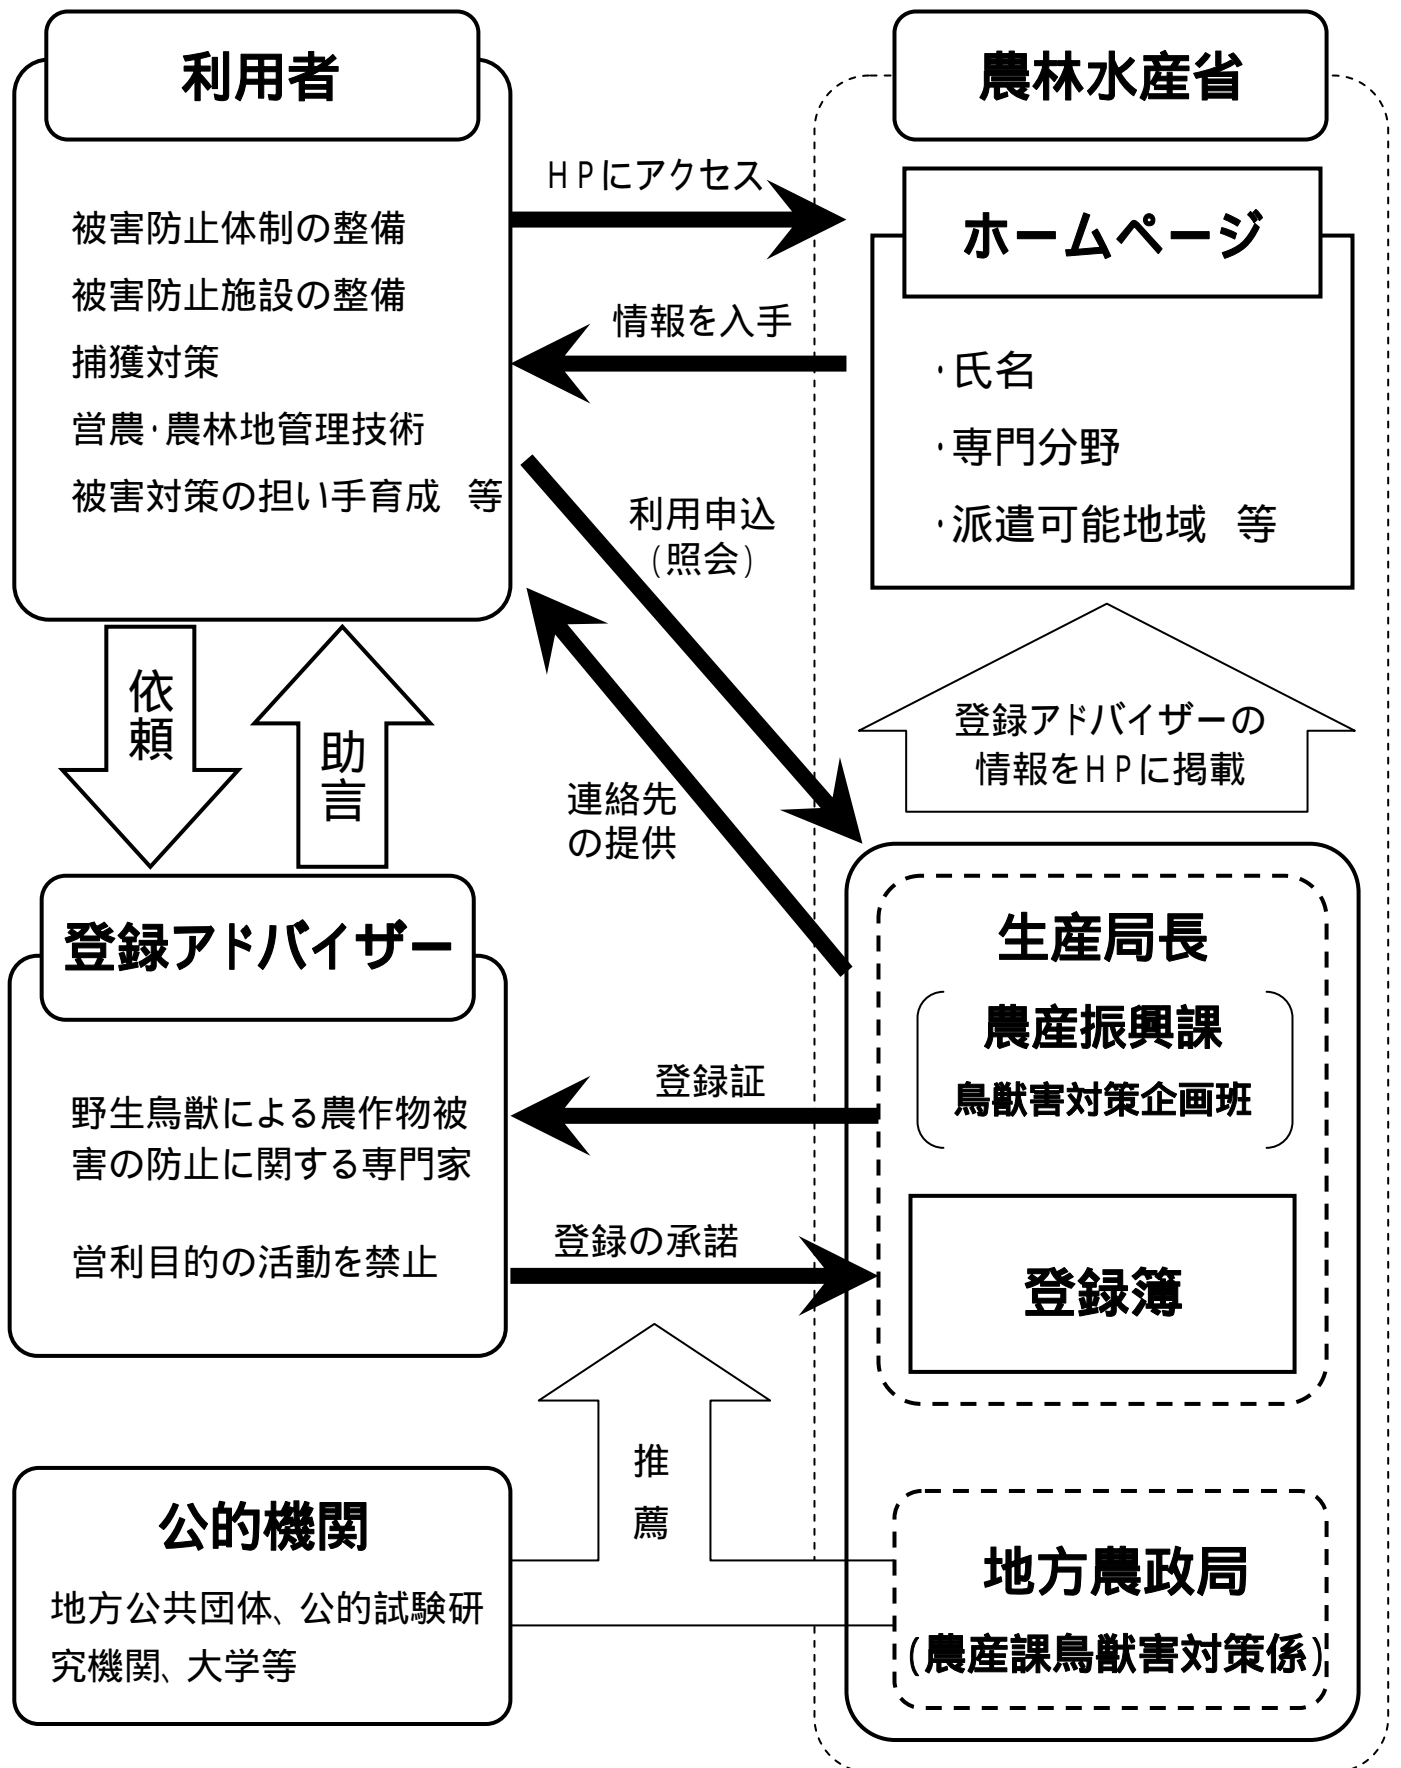 利用者
被害防止体制の整備
被害防止施設の整備
捕獲対策
営農・農林地管理技術
被害対策の担い手育成 等
HPにアクセス
情報を入手
利用申込
(照会)
連絡先
の提供
農林水産省
ホームページ
・氏名
・専門分野
・派遣可能地域 等
登録アドバイザーの
情報をHPに掲載
依頼
助言
登録アドバイザー
野生鳥獣による農作物被
害の防止に関する専門家
営利目的の活動を禁止
登録証
登録の承諾
生産局長
農産振興課
鳥獣害対策企画班
登録簿
推
薦
公的機関
地方公共団体、公的試験研
究機関、大学等
地方農政局
(農産課鳥獣害対策係)